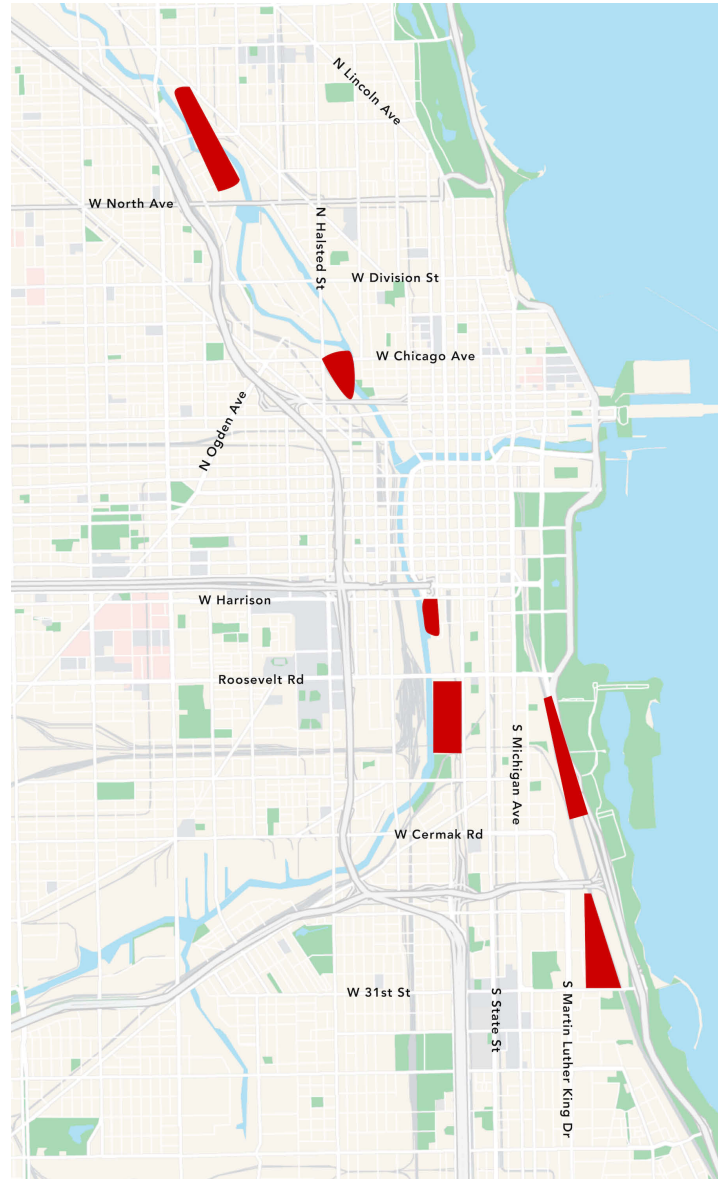 N Lincoln Ave
W North Ave
N Halsted St
W Division St
W Chicago Ave
N Ogden Ave
W Harrison
Roosevelt Rd
S Michigan Ave
W Cermak Rd
W 31st St
S State St
S Martin Luther King Dr